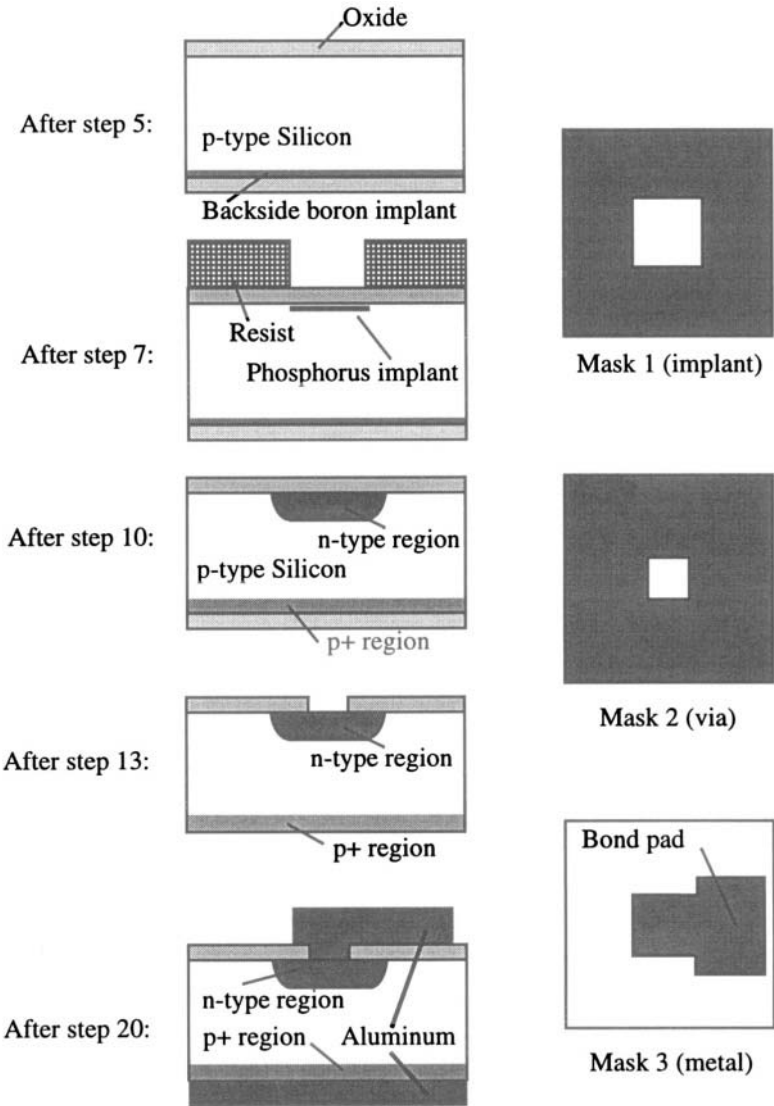 Oxide
After step 5:
p-type Silicon
Backside boron implant
Resist
After step 7:
Phosphorus implant
Mask 1 (implant)
After step 10:
n-type region
p-type Silicon
p+ region
Mask 2 (via)
After step 13:
n-type region
p+ region
Bond pad
n-type region
After step 20:
p+ region
Aluminum
Mask 3 (metal)